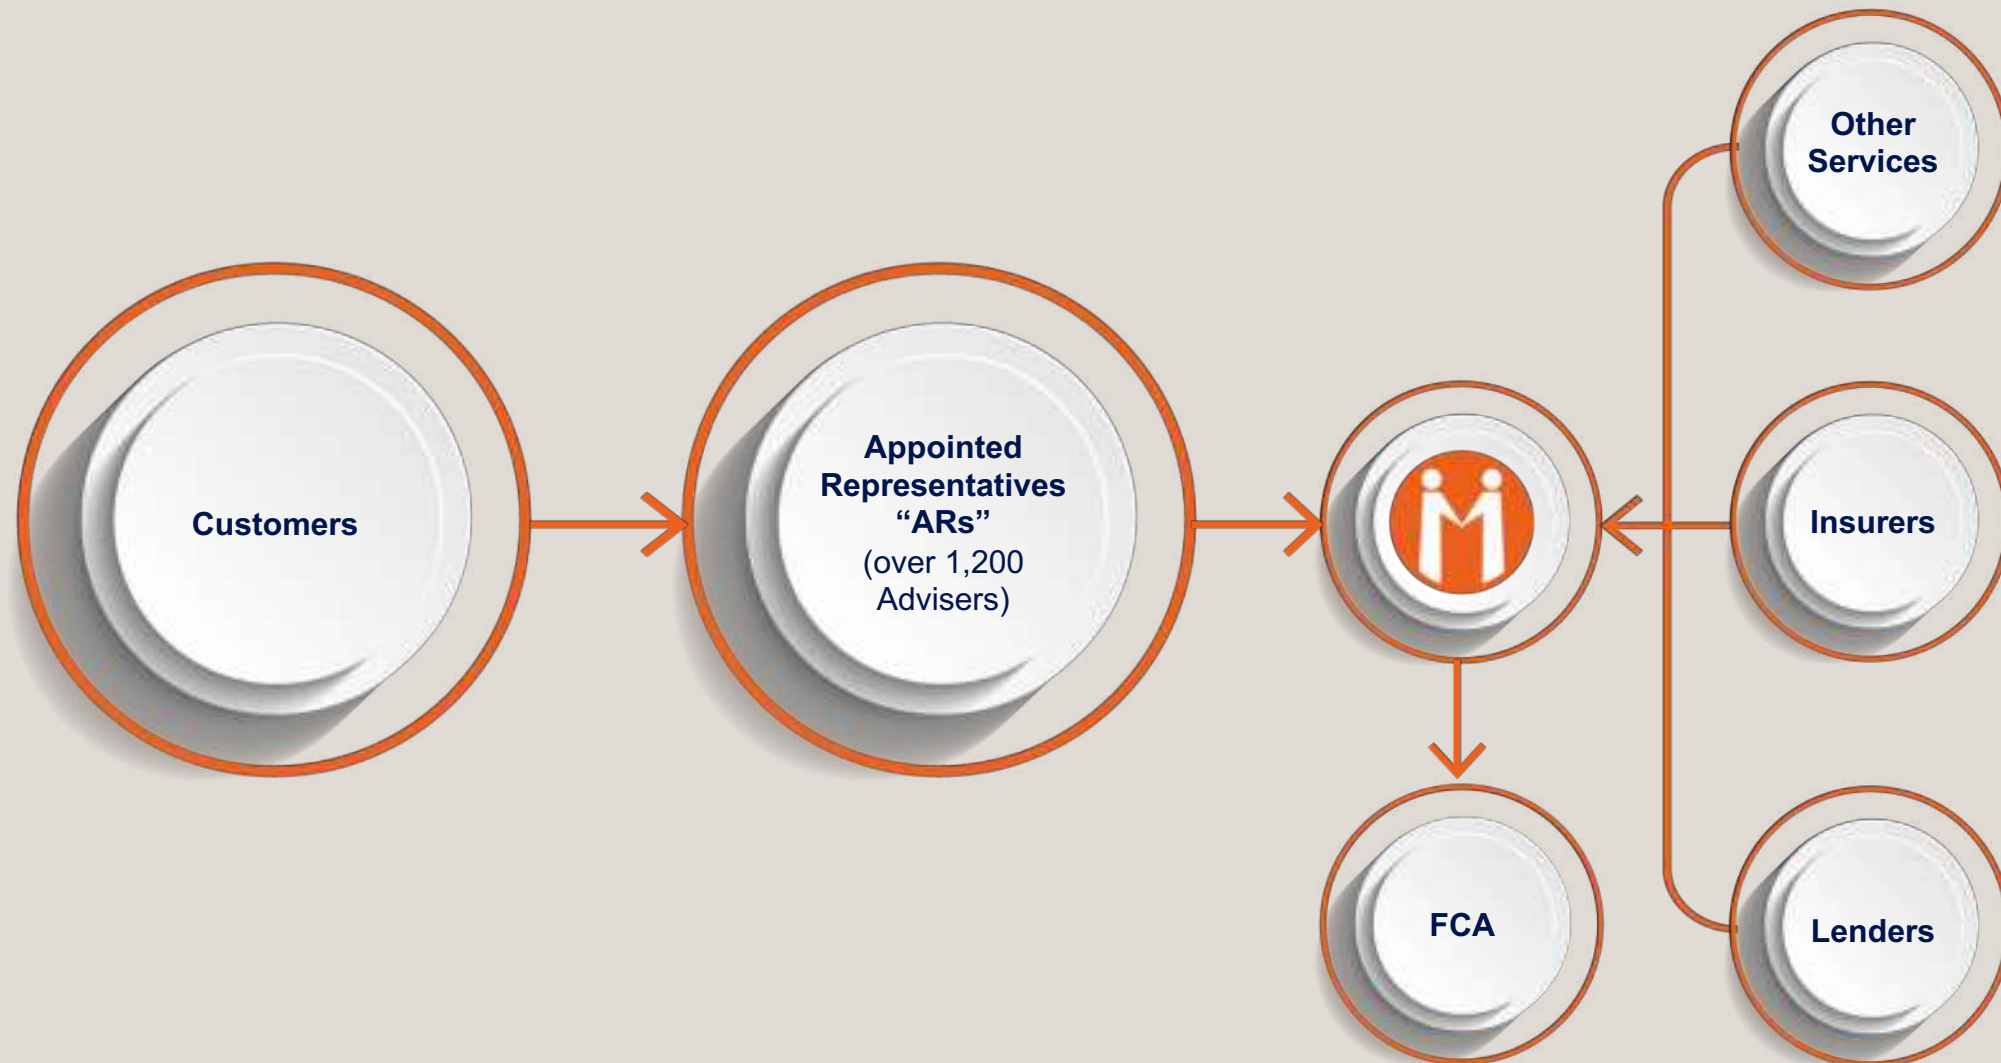 Customers
Appointed
Representatives
“ARs”
(over 1,200
Advisers)
Other
Services
Insurers
FCA
Lenders